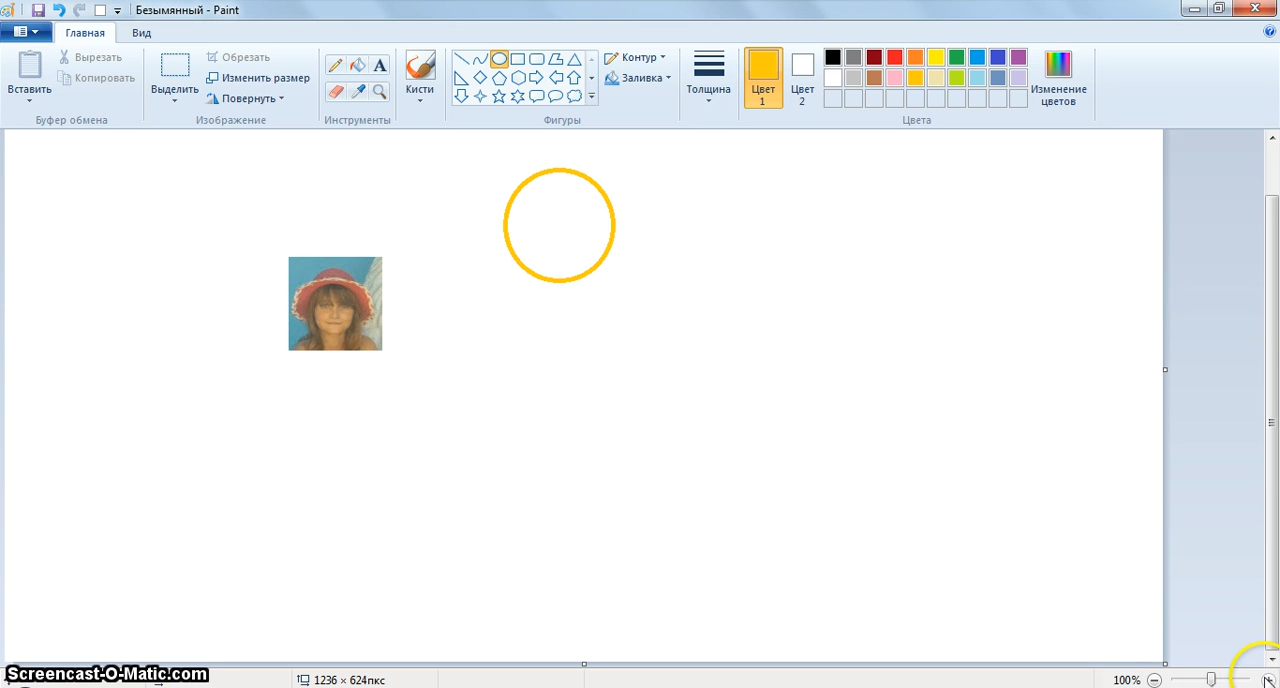 Безымянный - Paint
Главная
Вид
Вставить
Вырезать
Копировать
Буфер обмена
Выделить
Обрезать
Изменить размер
Повернуть
Изображение
A
Инструменты
Кисти
Контур
Заливка
Фигуры
Толщина
Цвет
1
Цвет
2
Изменение
цветов
Цвета
Screencast-O-Matic.com
1236 × 624пкс
100%